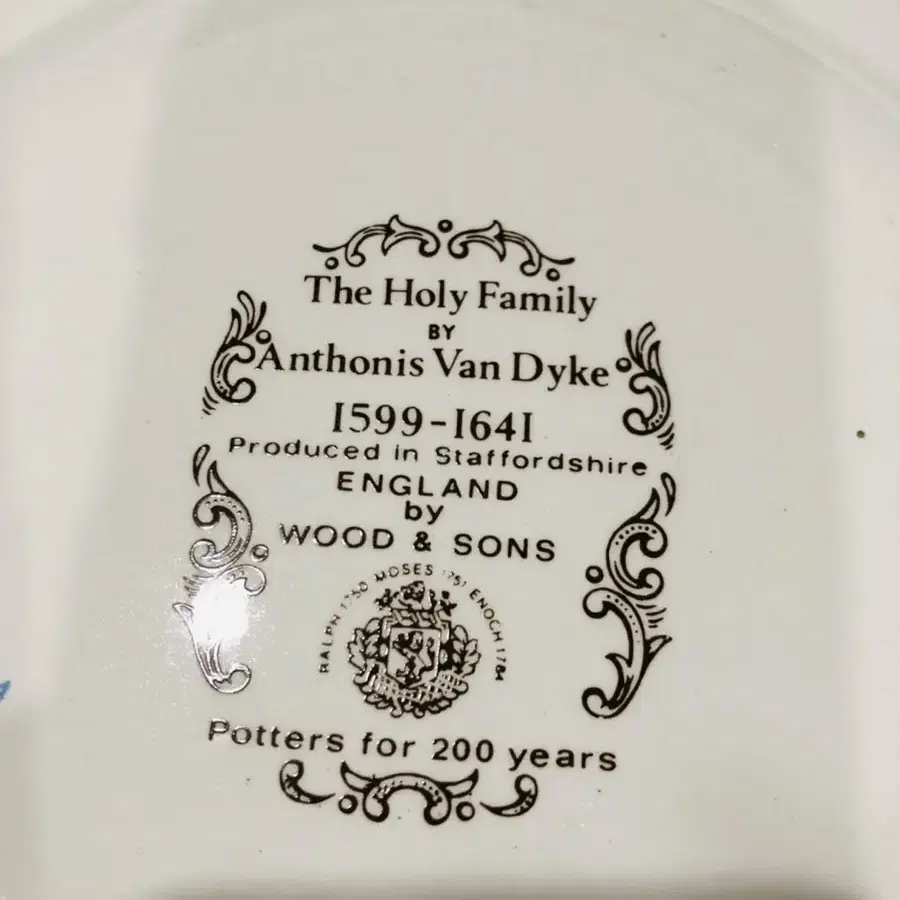 The Holy Family
BY
Anthonis Van Dyke
1599-1641
Produced in Staffordshire
ENGLAND
by
WOOD & SONS
RALPH 1750 MOSES 1751 ENOCH 1784
Potters for 200 years